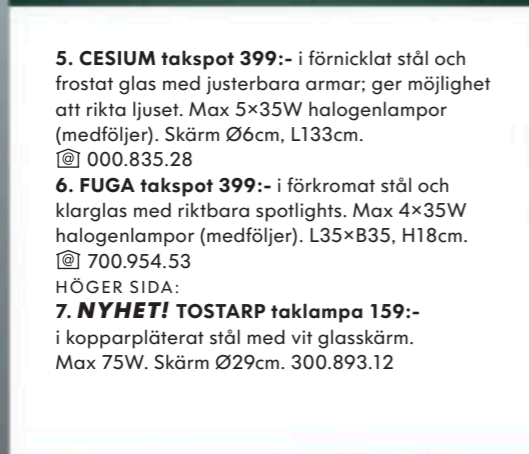 5. CESIUM takspot 399:- i förnicklat stål och
frostat glas med justerbara armar; ger möjlighet
att rikta ljuset. Max 5×35W halogenlampor
(medföljer). Skärm Ø6cm, L133cm.
@ 000.835.28
6. FUGA takspot 399:- i förkromat stål och
klarglas med riktbara spotlights. Max 4×35W
halogenlampor (medföljer). L35×B35, H18cm.
@ 700.954.53
HÖGER SIDA:
7. NYHET! TOSTARP taklampa 159:-
i kopparpläterat stål med vit glasskärm.
Max 75W. Skärm Ø29cm. 300.893.12